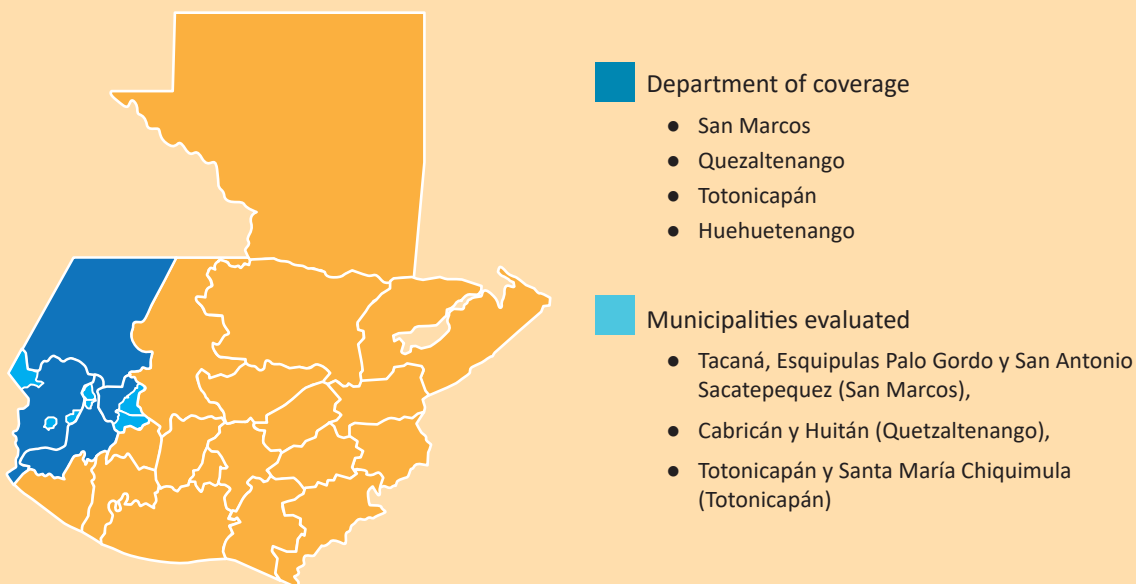 Department of coverage
● San Marcos
● Quezaltenango
● Totonicapán
● Huehuetenango
Municipalities evaluated
● Tacaná, Esquipulas Palo Gordo y San Antonio
Sacatepequez (San Marcos),
● Cabricán y Huitán (Quetzaltenango),
● Totonicapán y Santa María Chiquimula
(Totonicapán)